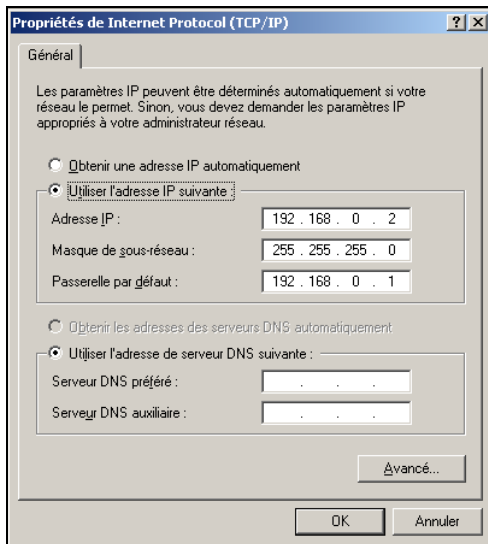 Propriétés de Internet Protocol (TCP/IP)
Général
Les paramètres IP peuvent être déterminés automatiquement si votre
réseau le permet. Sinon, vous devez demander les paramètres IP
appropriés à votre administrateur réseau.
Obtenir une adresse IP automatiquement
Utiliser l'adresse IP suivante :
Adresse IP : 192 . 168 . 0 . 2
Masque de sous-réseau : 255 . 255 . 255 . 0
Passerelle par défaut : 192 . 168 . 0 . 1
Obtenir les adresses des serveurs DNS automatiquement
Utiliser l'adresse de serveur DNS suivante :
Serveur DNS préféré : . . .
Serveur DNS auxiliaire : . . .
Avancé...
OK Annuler